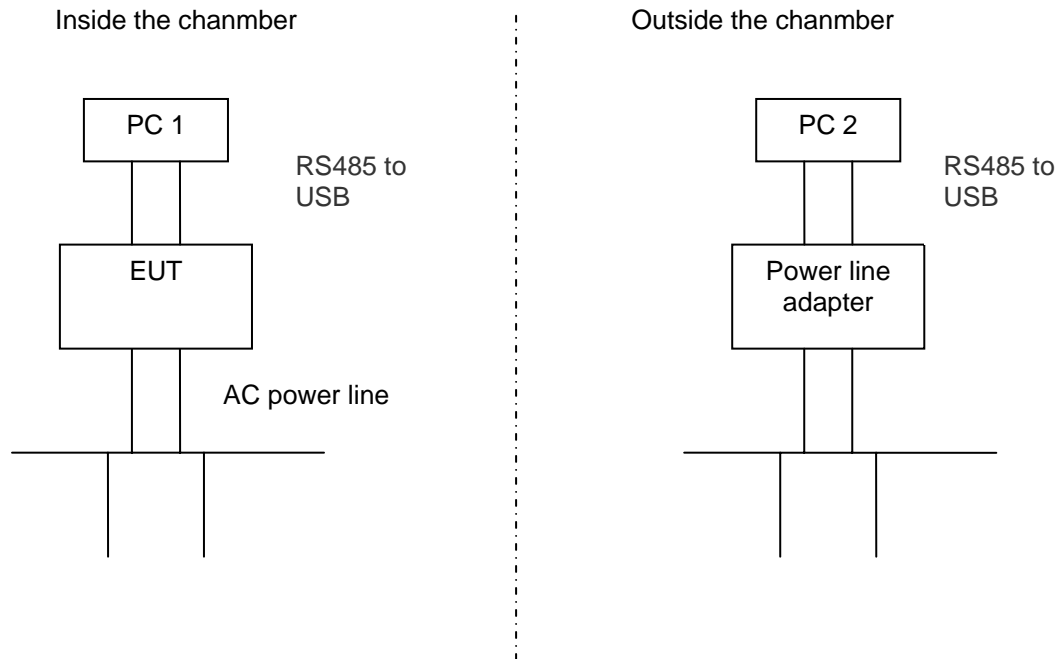 Inside the chanmber
Outside the chanmber
PC 1
RS485 to
USB
EUT
AC power line
PC 2
RS485 to
USB
Power line
adapter